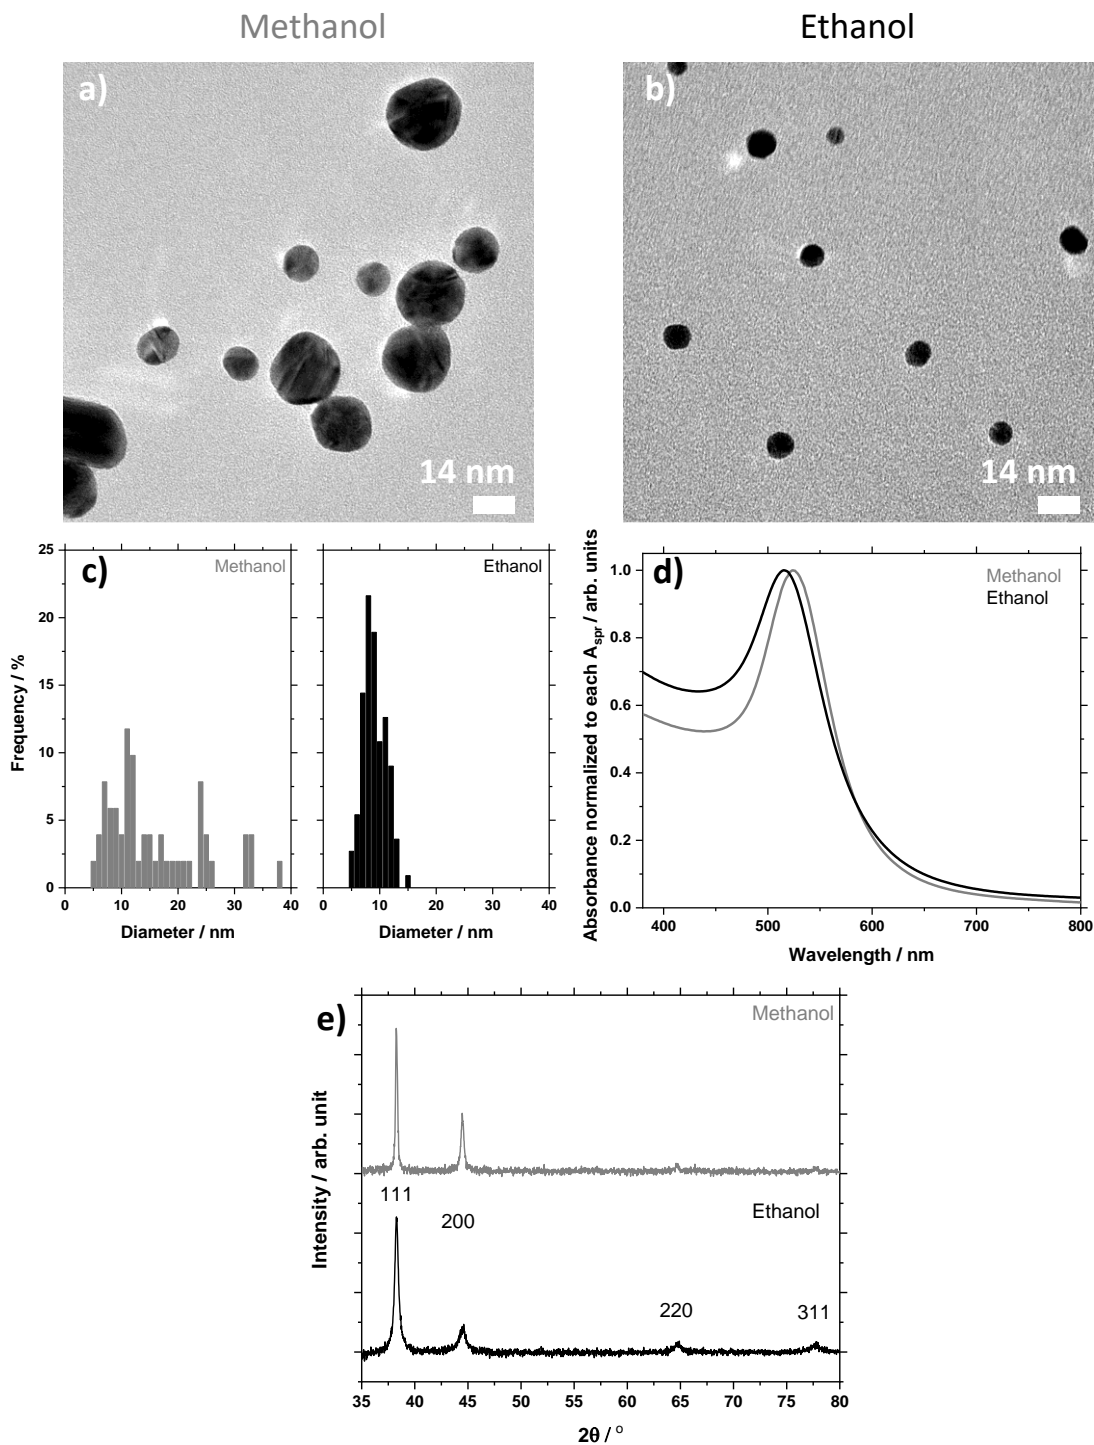 Methanol
Ethanol
a)
14 nm
b)
14 nm
c)
Methanol
Ethanol
Frequency / %
25
20
15
10
5
0
0 10 20 30 40
0 10 20 30 40
Diameter / nm
Diameter / nm
d)
Methanol
Ethanol
Absorbance normalized to each A_spr / arb. units
1.0
0.8
0.6
0.4
0.2
0.0
400 500 600 700 800
Wavelength / nm
e)
Methanol
111
200
Ethanol
220
311
Intensity / arb. unit
35 40 45 50 55 60 65 70 75 80
2θ / °